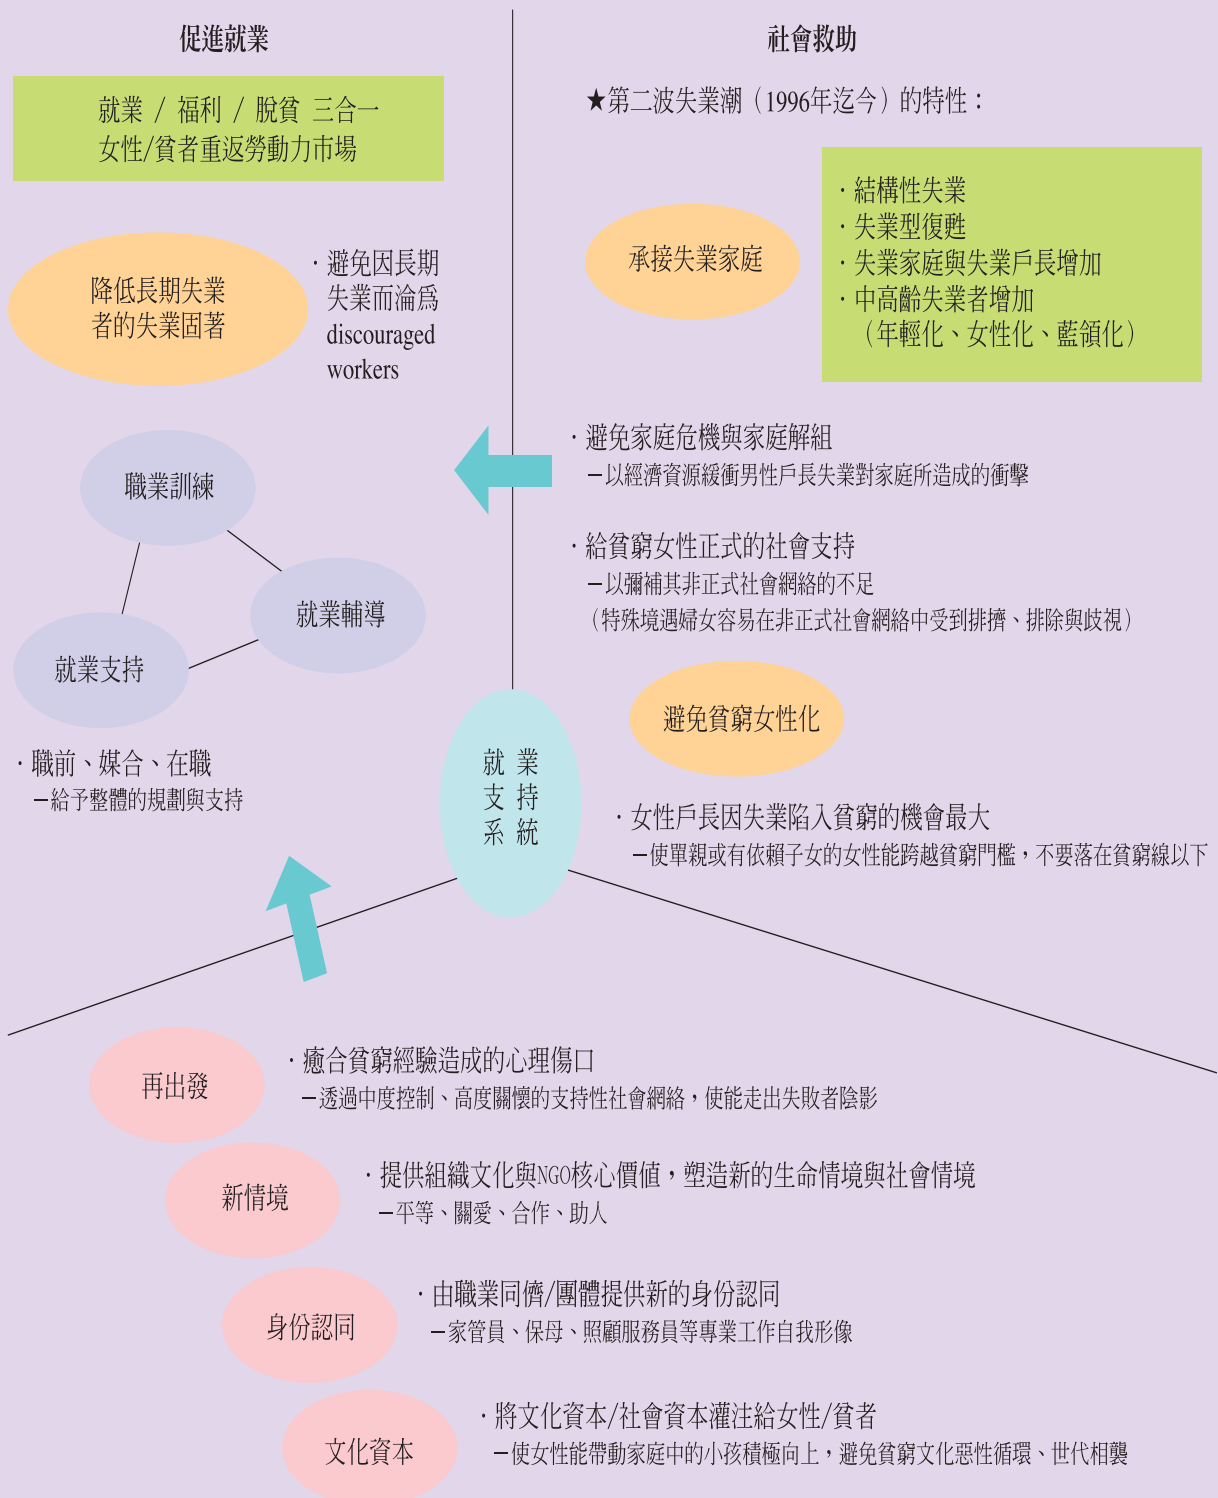 促進就業
就業 / 福利 / 脫貧 三合一
女性/貧者重返勞動力市場
降低長期失業
者的失業固著
·避免因長期
失業而淪爲
discouraged
workers
職業訓練
就業輔導
就業支持
·職前、媒合、在職
─給予整體的規劃與支持
社會救助
★第二波失業潮（1996年迄今）的特性：
承接失業家庭
·結構性失業
·失業型復甦
·失業家庭與失業戶長增加
·中高齡失業者增加
（年輕化、女性化、藍領化）
·避免家庭危機與家庭解組
─以經濟資源緩衝男性戶長失業對家庭所造成的衝擊
·給貧窮女性正式的社會支持
─以彌補其非正式社會網絡的不足
（特殊境遇婦女容易在非正式社會網絡中受到排擠、排除與歧視）
避免貧窮女性化
·女性戶長因失業陷入貧窮的機會最大
─使單親或有依賴子女的女性能跨越貧窮門檻，不要落在貧窮線以下
就業
支持
系統
再出發
·癒合貧窮經驗造成的心理傷口
─透過中度控制、高度關懷的支持性社會網絡，使能走出失敗者陰影
新情境
·提供組織文化與NGO核心價值，塑造新的生命情境與社會情境
─平等、關愛、合作、助人
身份認同
·由職業同儕/團體提供新的身份認同
─家管員、保母、照顧服務員等專業工作自我形像
文化資本
·將文化資本/社會資本灌注給女性/貧者
─使女性能帶動家庭中的小孩積極向上，避免貧窮文化惡性循環、世代相襲